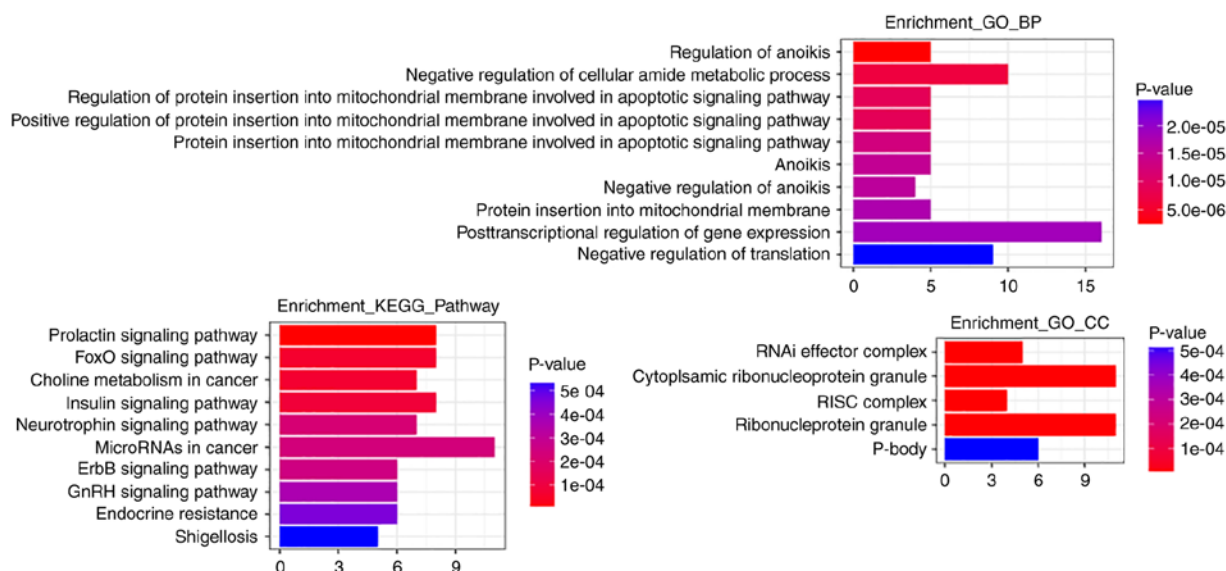 Enrichment_GO_BP
Regulation of anoikis
Negative regulation of cellular amide metabolic process
Regulation of protein insertion into mitochondrial membrane involved in apoptotic signaling pathway
Positive regulation of protein insertion into mitochondrial membrane involved in apoptotic signaling pathway
Protein insertion into mitochondrial membrane involved in apoptotic signaling pathway
Anoikis
Negative regulation of anoikis
Protein insertion into mitochondrial membrane
Posttranscriptional regulation of gene expression
Negative regulation of translation
0 5 10 15
P-value
2.0e-05
1.5e-05
1.0e-05
5.0e-06
Enrichment_KEGG_Pathway
Prolactin signaling pathway
FoxO signaling pathway
Choline metabolism in cancer
Insulin signaling pathway
Neurotrophin signaling pathway
MicroRNAs in cancer
ErbB signaling pathway
GnRH signaling pathway
Endocrine resistance
Shigellosis
0 3 6 9
P-value
5e-04
4e-04
3e-04
2e-04
1e-04
Enrichment_GO_CC
RNAi effector complex
Cytoplsamic ribonucleoprotein granule
RISC complex
Ribonucleprotein granule
P-body
0 3 6 9
P-value
5e-04
4e-04
3e-04
2e-04
1e-04